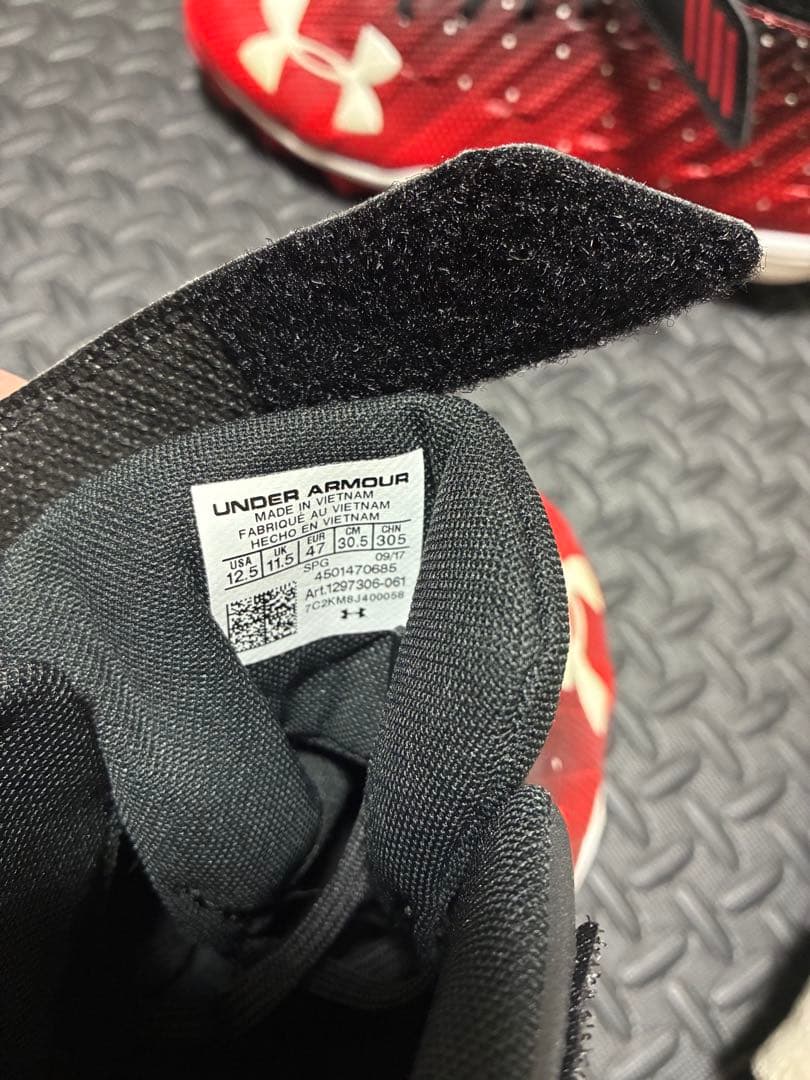 UNDER ARMOUR
MADE IN VIETNAM
FABRIQUÉ AU VIETNAM
HECHO EN VIETNAM
USA UK EUR CM CHN
12.5 11.5 47 30.5 305
SPG 09/17
4501470685
Art.1297306-061
7C2KM8J400058